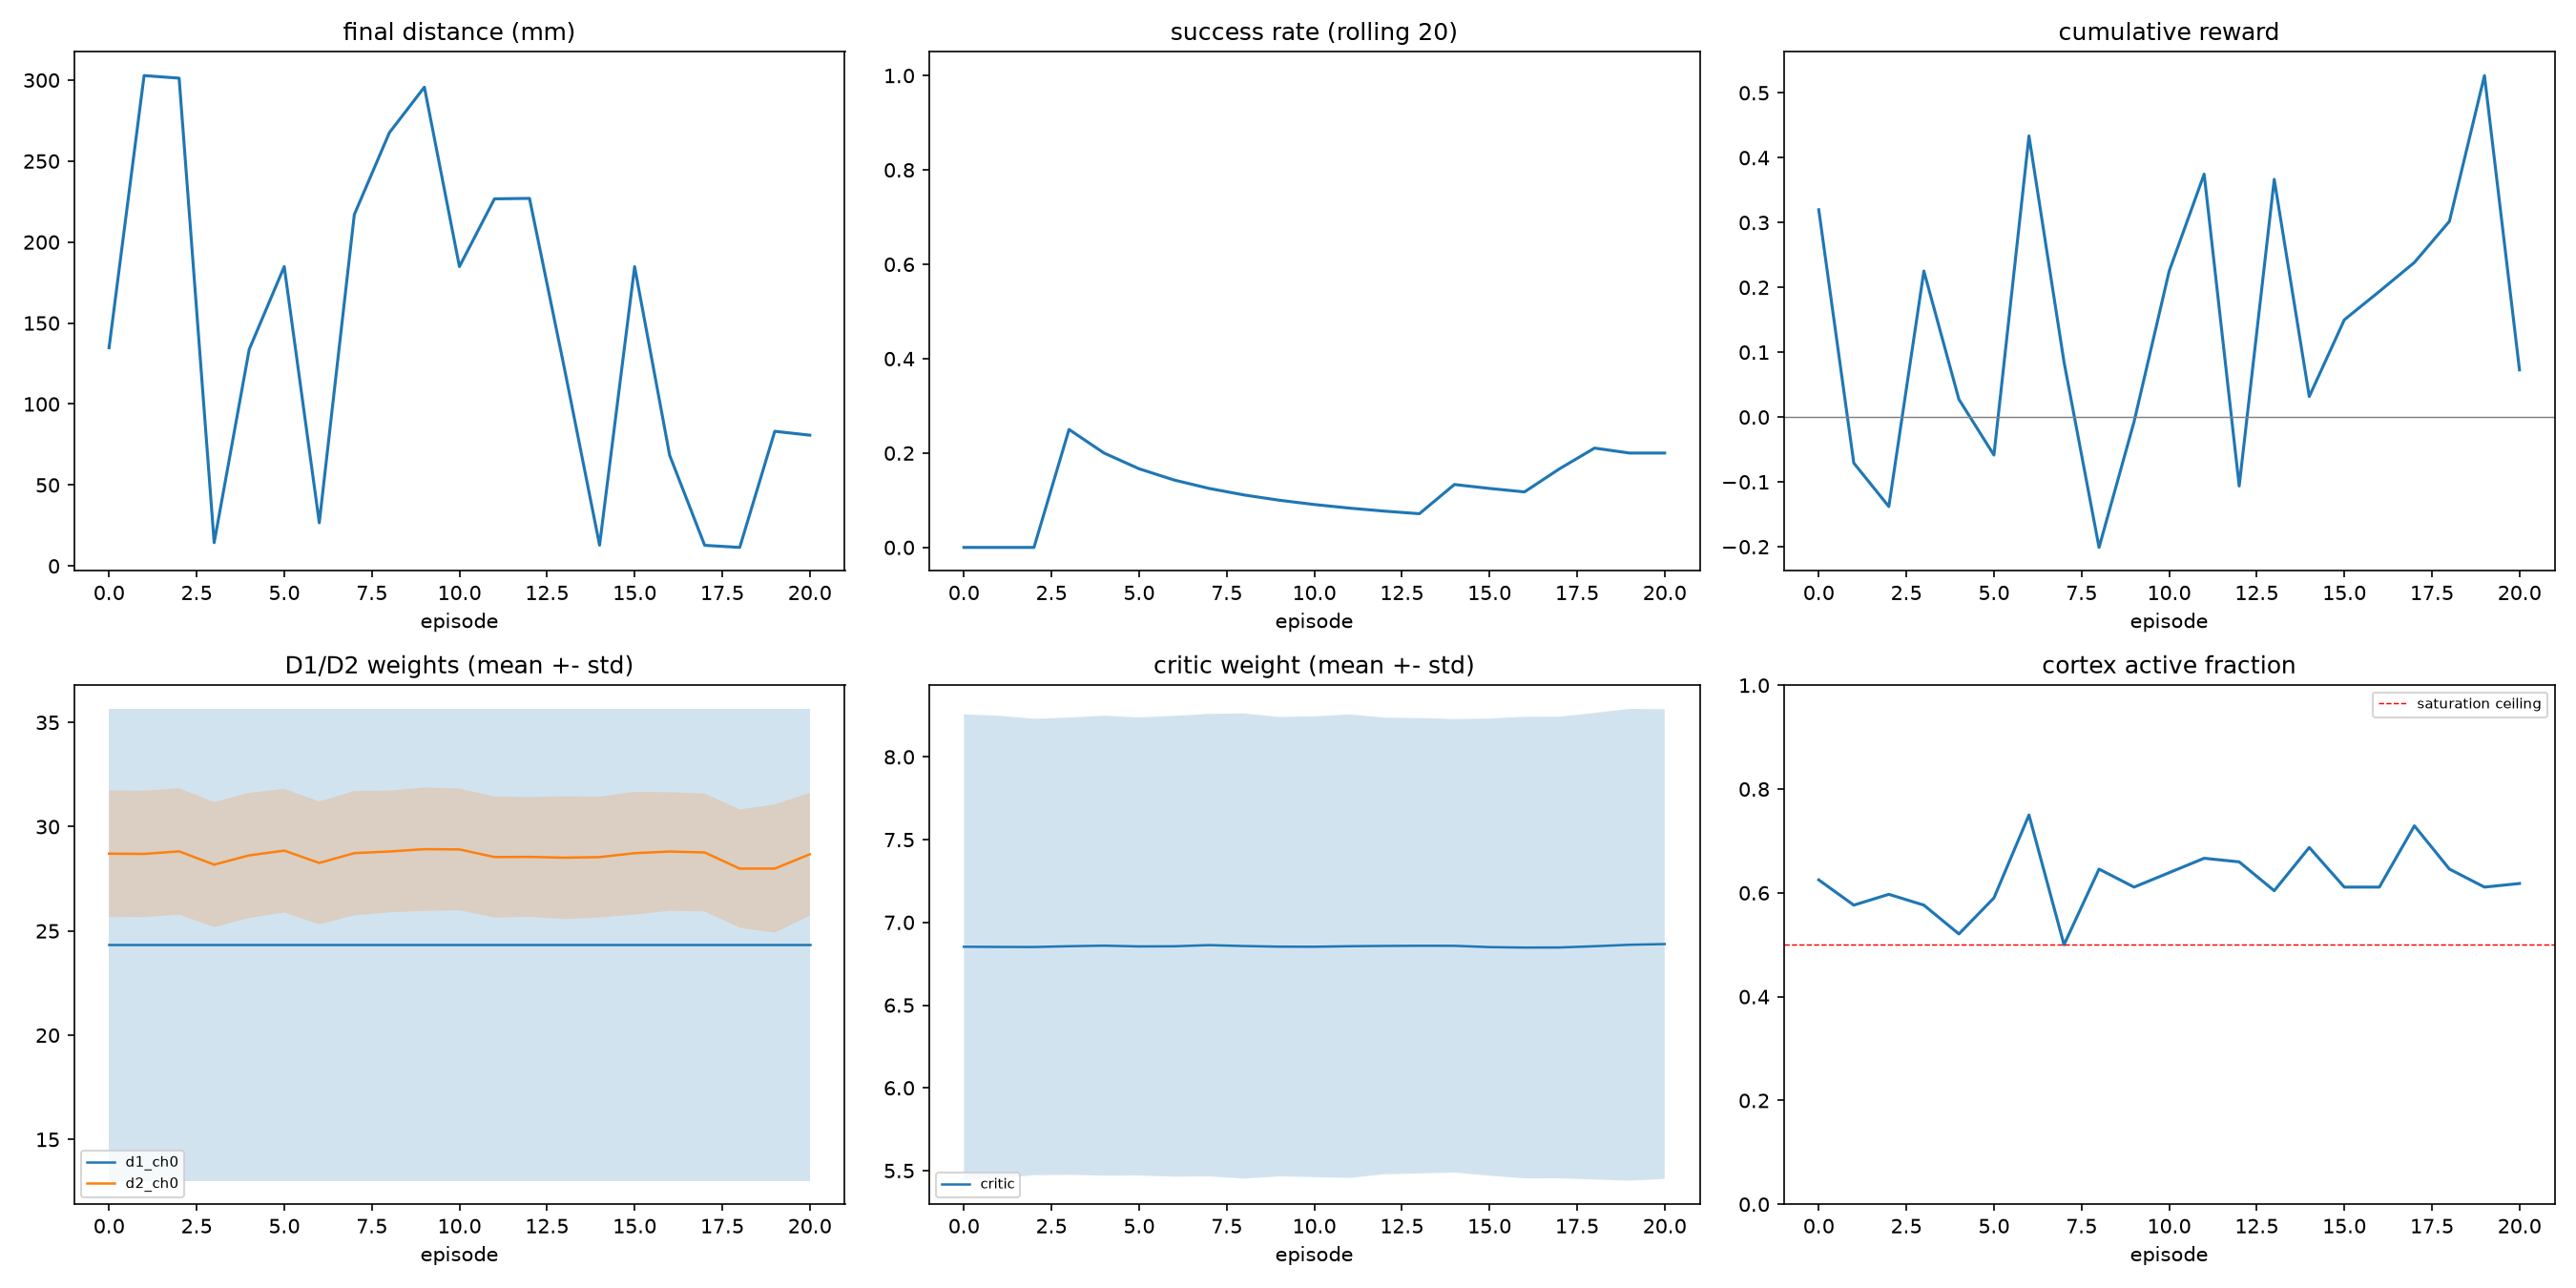 final distance (mm)
300
250
200
150
100
50
0
0.0 2.5 5.0 7.5 10.0 12.5 15.0 17.5 20.0
episode
success rate (rolling 20)
1.0
0.8
0.6
0.4
0.2
0.0
0.0 2.5 5.0 7.5 10.0 12.5 15.0 17.5 20.0
episode
cumulative reward
0.5
0.4
0.3
0.2
0.1
0.0
−0.1
−0.2
0.0 2.5 5.0 7.5 10.0 12.5 15.0 17.5 20.0
episode
D1/D2 weights (mean +- std)
35
30
25
20
15
d1_ch0
d2_ch0
0.0 2.5 5.0 7.5 10.0 12.5 15.0 17.5 20.0
episode
critic weight (mean +- std)
8.0
7.5
7.0
6.5
6.0
5.5
critic
0.0 2.5 5.0 7.5 10.0 12.5 15.0 17.5 20.0
episode
cortex active fraction
1.0
saturation ceiling
0.8
0.6
0.4
0.2
0.0
0.0 2.5 5.0 7.5 10.0 12.5 15.0 17.5 20.0
episode